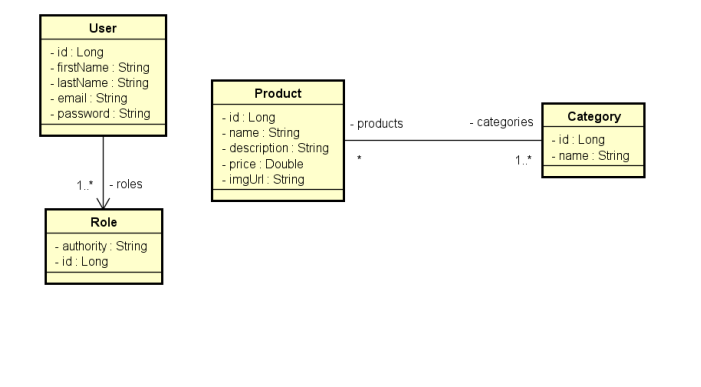 User
- id : Long
- firstName : String
- lastName : String
- email : String
- password : String
1..* - roles
Role
- authority : String
- id : Long
Product
- id : Long
- name : String
- description : String
- price : Double
- imgUrl : String
- products
*
- categories
1..*
Category
- id : Long
- name : String